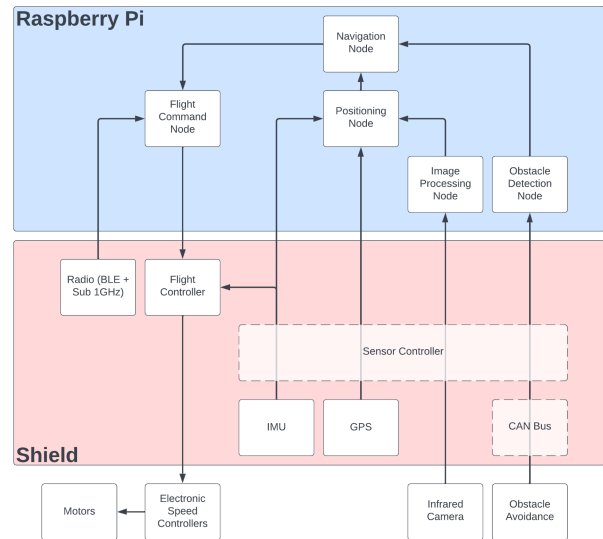 Raspberry Pi
Navigation
Node
Flight
Command
Node
Positioning
Node
Image
Processing
Node
Obstacle
Detection
Node
Radio (BLE +
Sub 1GHz)
Flight
Controller
Sensor Controller
IMU
GPS
CAN Bus
Shield
Motors
Electronic
Speed
Controllers
Infrared
Camera
Obstacle
Avoidance